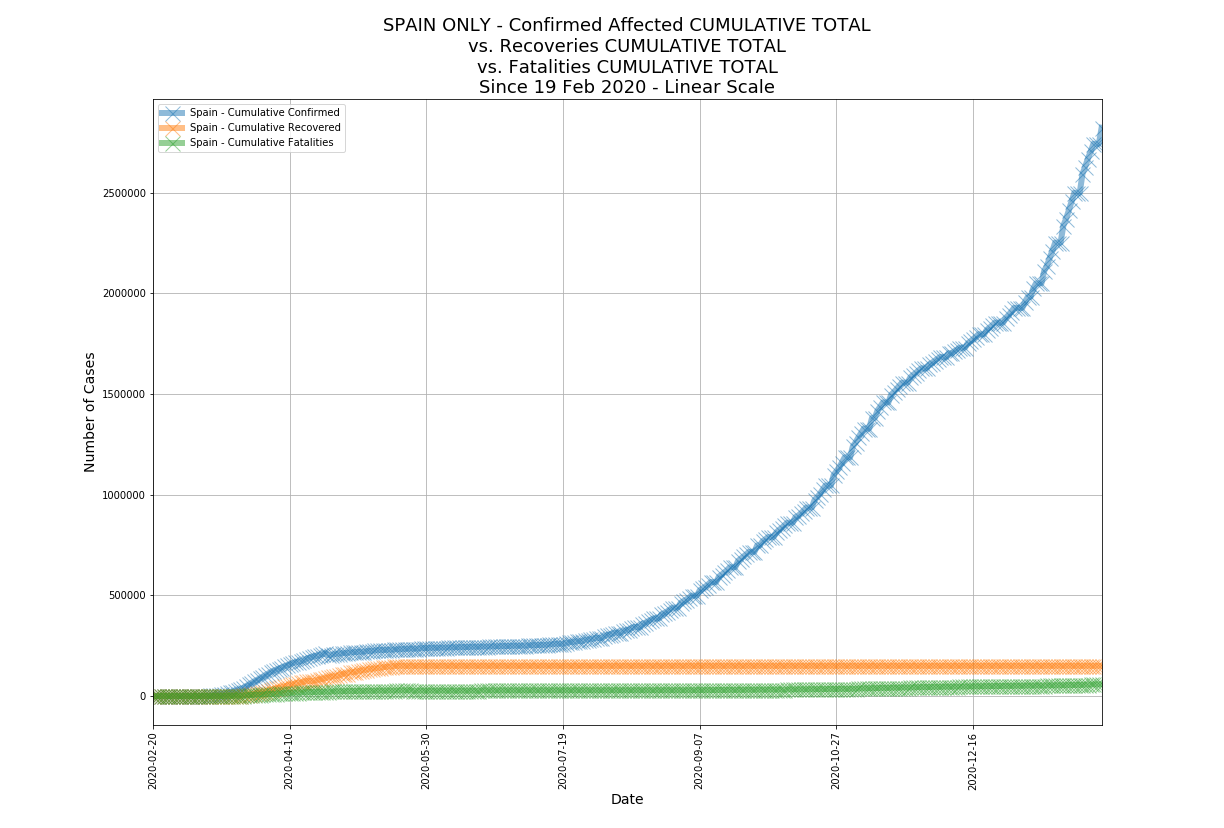 SPAIN ONLY - Confirmed Affected CUMULATIVE TOTAL
vs. Recoveries CUMULATIVE TOTAL
vs. Fatalities CUMULATIVE TOTAL
Since 19 Feb 2020 - Linear Scale
Spain - Cumulative Confirmed
Spain - Cumulative Recovered
Spain - Cumulative Fatalities
Number of Cases
2500000
2000000
1500000
1000000
500000
0
2020-02-20
2020-04-10
2020-05-30
2020-07-19
2020-09-07
2020-10-27
2020-12-16
Date